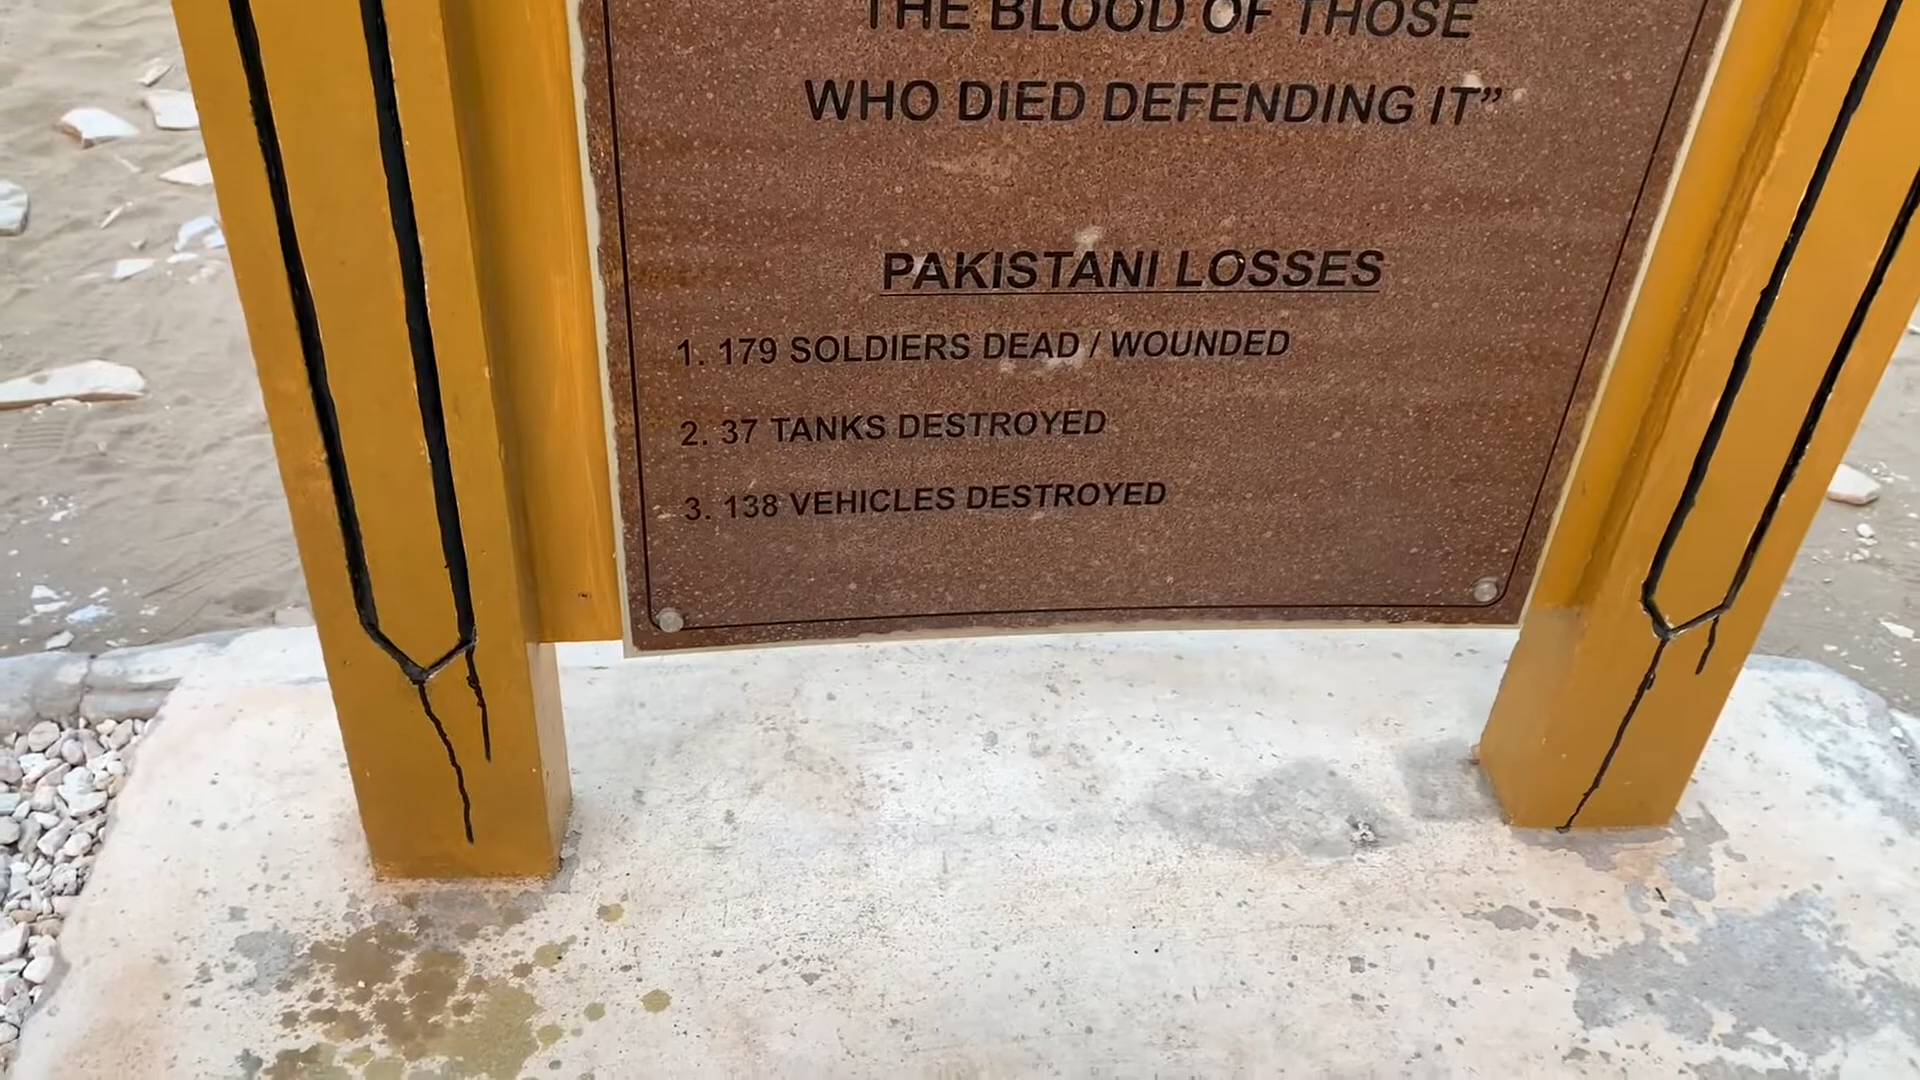 THE BLOOD OF THOSE
WHO DIED DEFENDING IT”
PAKISTANI LOSSES
1. 179 SOLDIERS DEAD / WOUNDED
2. 37 TANKS DESTROYED
3. 138 VEHICLES DESTROYED